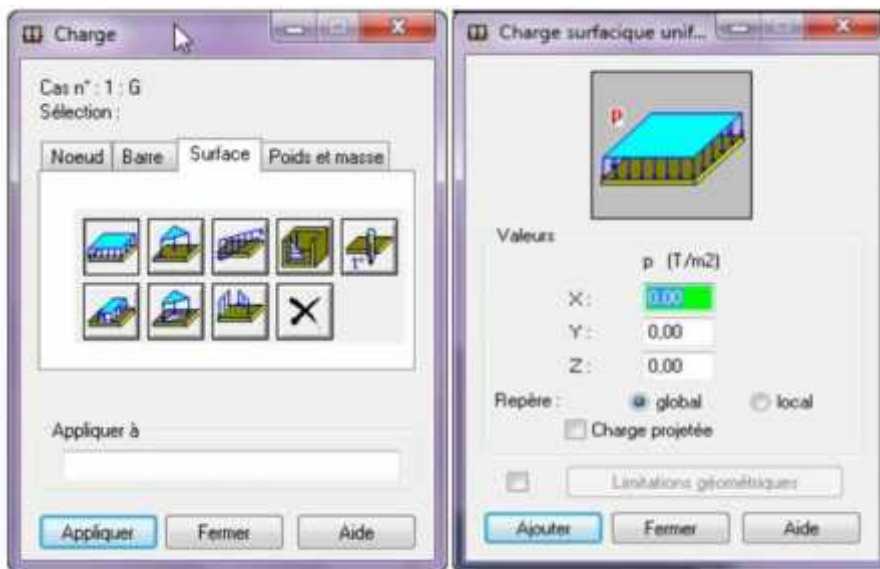 Charge
Cas n° : 1 : G
Sélection :
Noeud Barre Surface Poids et masse
1°
Appliquer à
Appliquer Fermer Aide
Charge surfacique unif...
p
Valeurs
p (T/m2)
X : 0,00
Y : 0,00
Z : 0,00
Repère : global local
Charge projetée
Limitations géométriques
Ajouter Fermer Aide